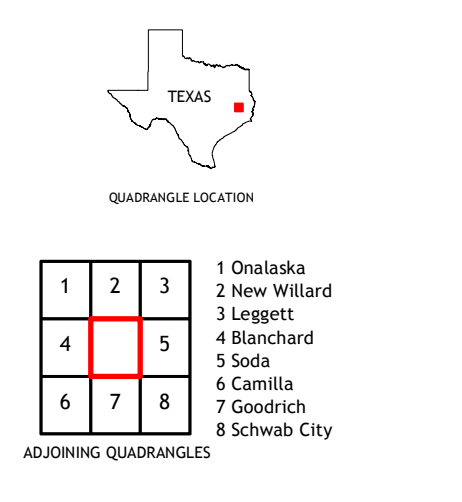 TEXAS
QUADRANGLE LOCATION
1 2 3
4 5
6 7 8
1 Onalaska
2 New Willard
3 Leggett
4 Blanchard
5 Soda
6 Camilla
7 Goodrich
8 Schwab City
ADJOINING QUADRANGLES